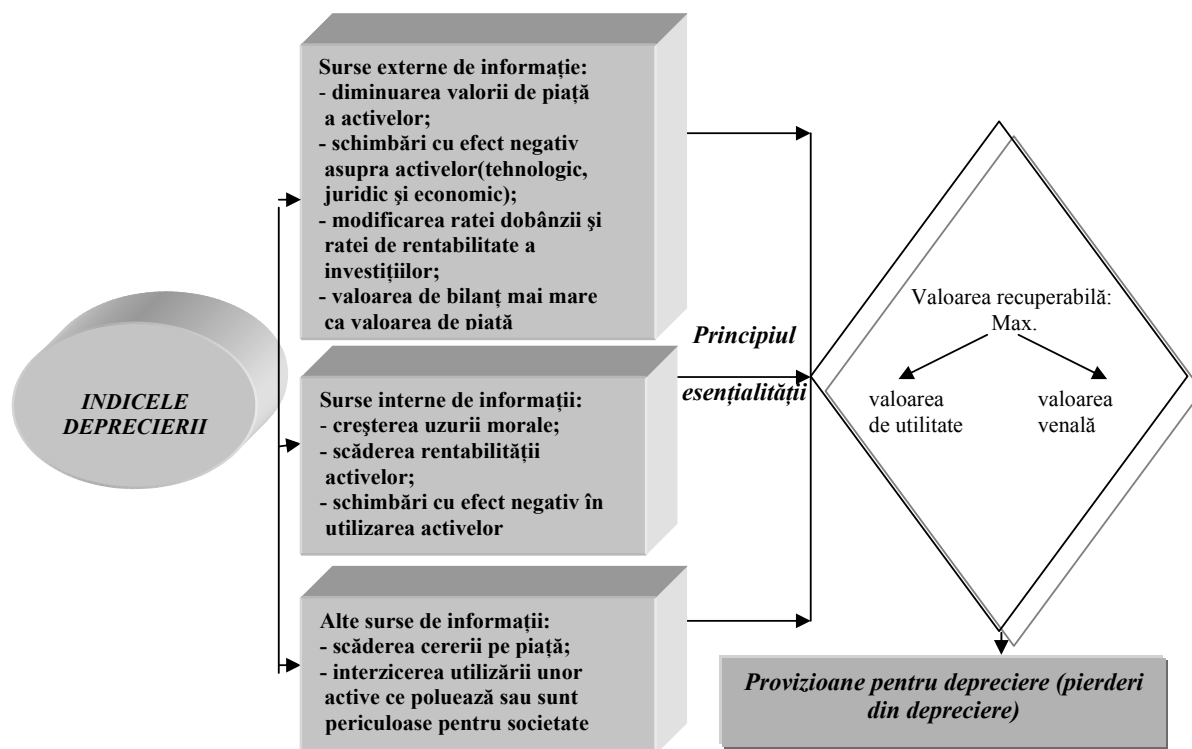 Surse externe de informație:
- diminuarea valorii de piață
a activelor;
- schimbări cu efect negativ
asupra activelor(tehnologic,
juridic şi economic);
- modificarea ratei dobânzii şi
ratei de rentabilitate a
investițiilor;
- valoarea de bilanț mai mare
ca valoarea de piață
INDICELE
DEPRECIERII
Surse interne de informații:
- creşterea uzurii morale;
- scăderea rentabilității
activelor;
- schimbări cu efect negativ în
utilizarea activelor
Alte surse de informații:
- scăderea cererii pe piață;
- interzicerea utilizării unor
active ce poluează sau sunt
periculoase pentru societate
Principiul
esențialității
Valoarea recuperabilă:
Max.
valoarea
de utilitate
valoarea
venală
Provizioane pentru depreciere (pierderi
din depreciere)